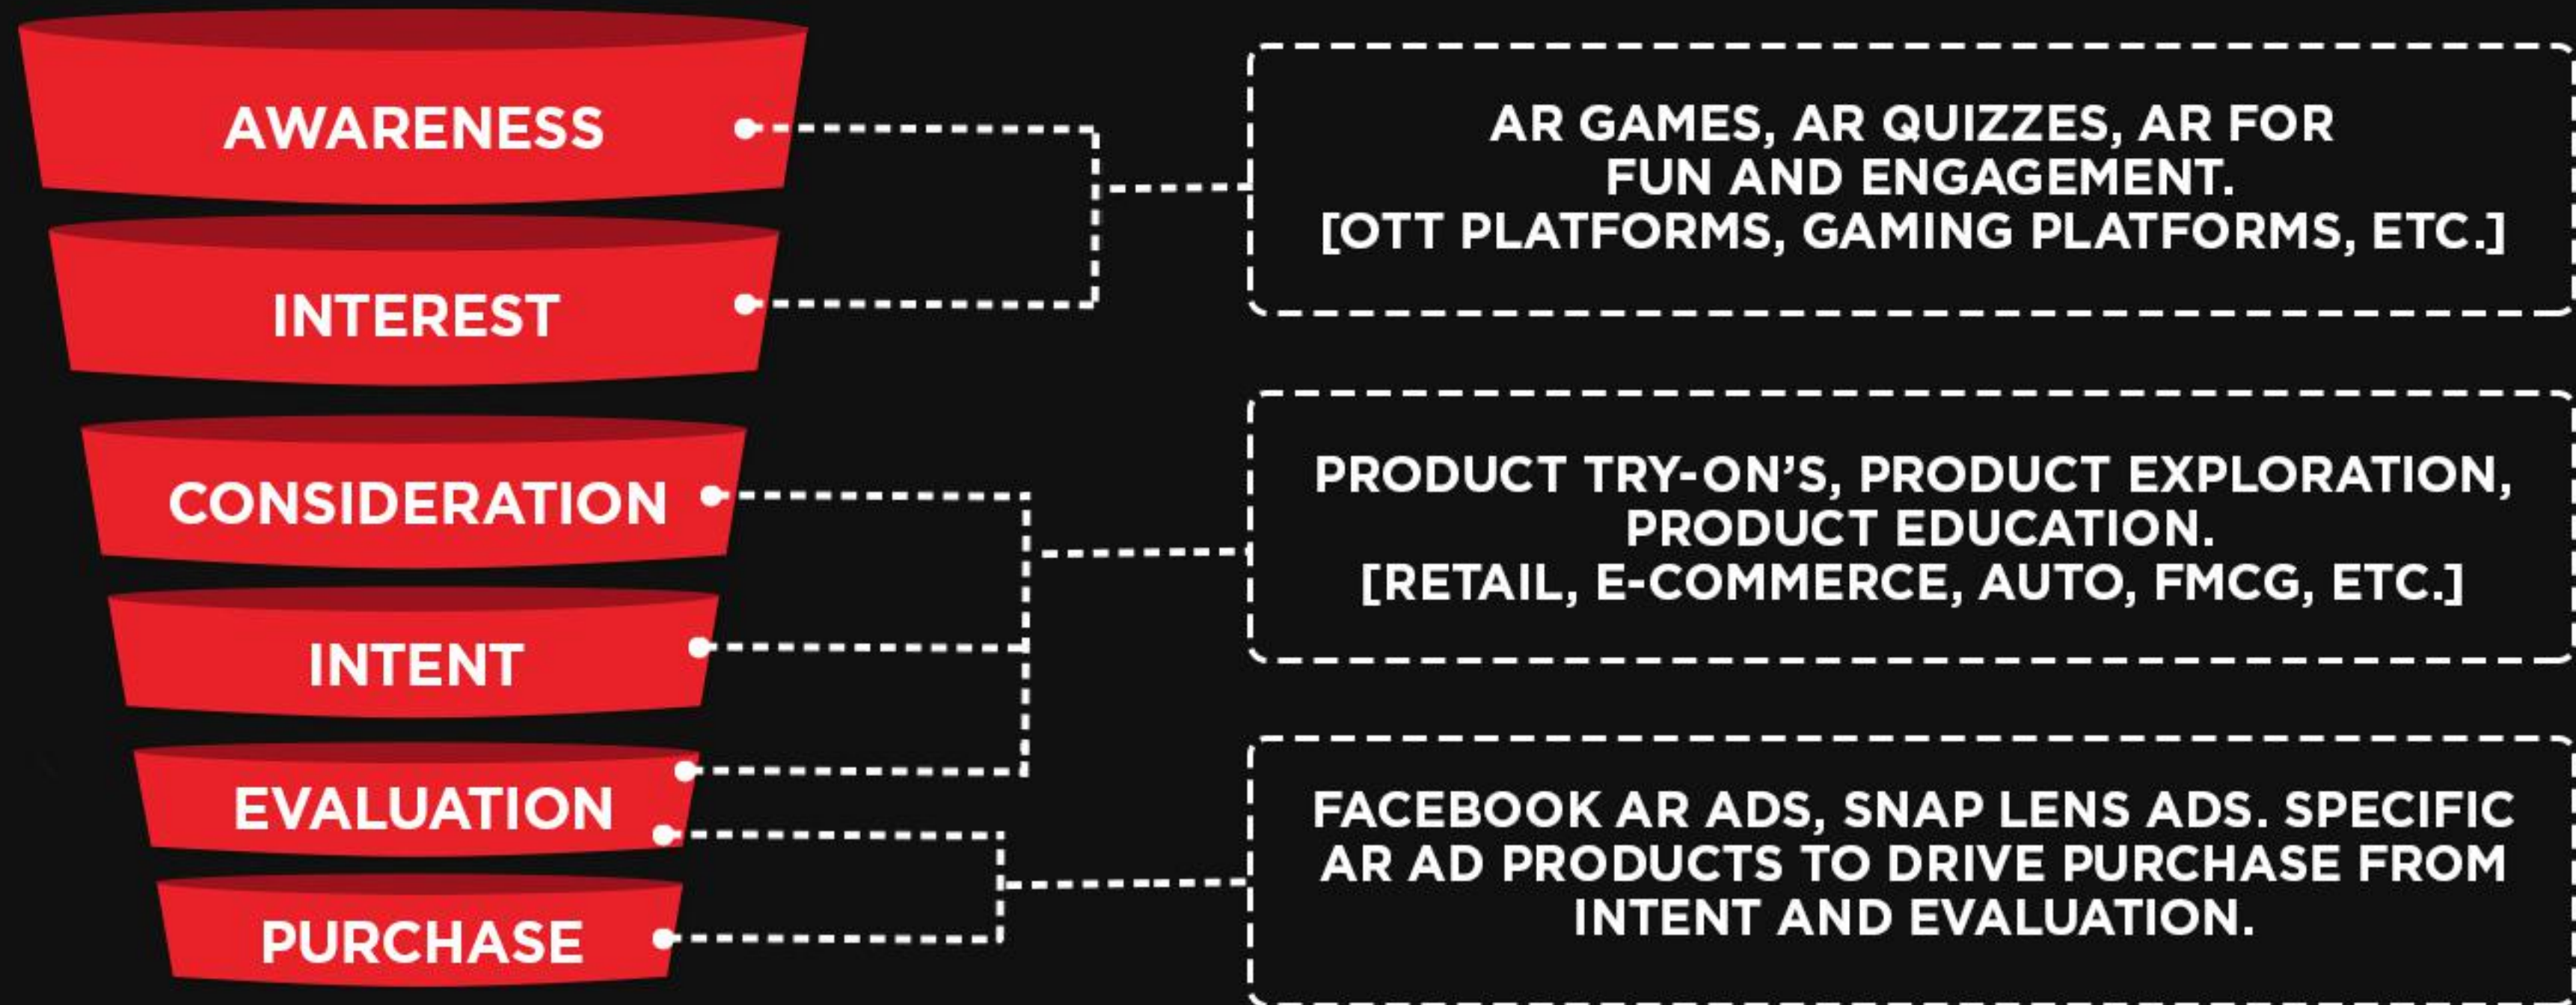 AWARENESS
INTEREST
CONSIDERATION
INTENT
EVALUATION
PURCHASE
AR GAMES, AR QUIZZES, AR FOR
FUN AND ENGAGEMENT.
[OTT PLATFORMS, GAMING PLATFORMS, ETC.]
PRODUCT TRY-ON’S, PRODUCT EXPLORATION,
PRODUCT EDUCATION.
[RETAIL, E-COMMERCE, AUTO, FMCG, ETC.]
FACEBOOK AR ADS, SNAP LENS ADS. SPECIFIC
AR AD PRODUCTS TO DRIVE PURCHASE FROM
INTENT AND EVALUATION.